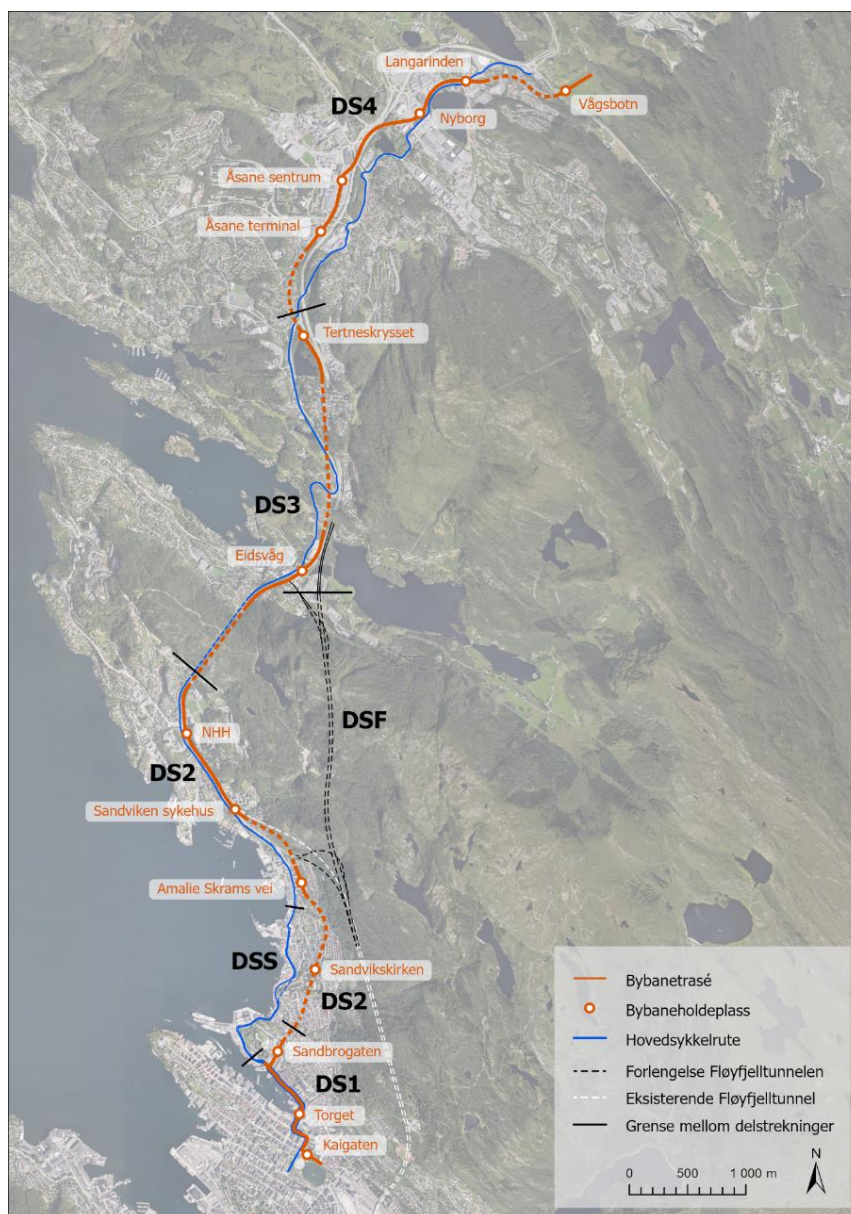 Langarinden
Vågsbotn
DS4
Nyborg
Åsane sentrum
Åsane terminal
Tertneskrysset
DS3
Eidsvåg
DSF
NHH
DS2
Sandviken sykehus
Amalie Skrams vei
DSS
Sandvikskirken
DS2
Sandbrogaten
DS1
Torget
Kaigaten
Bybanetrasé
Bybaneholdeplass
Hovedsykkelrute
Forlengelse Fløyfjelltunnelen
Eksisterende Fløyfjelltunnel
Grense mellom delstrekninger
N
0 500 1 000 m